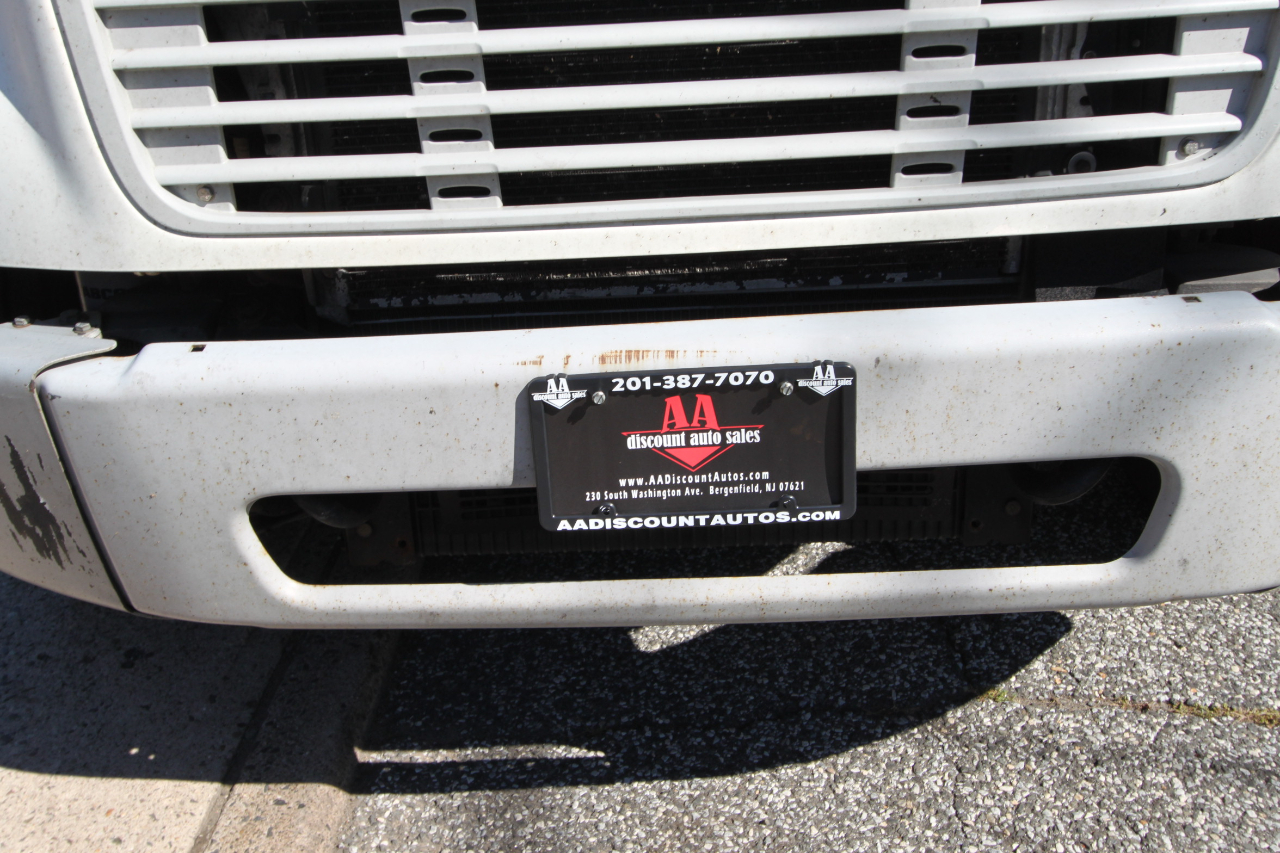 201-387-7070
AA
discount auto sales
AA
discount auto sales
AA
discount auto sales
www.AADiscountAutos.com
230 South Washington Ave. Bergenfield, NJ 07621
AADISCOUNTAUTOS.COM